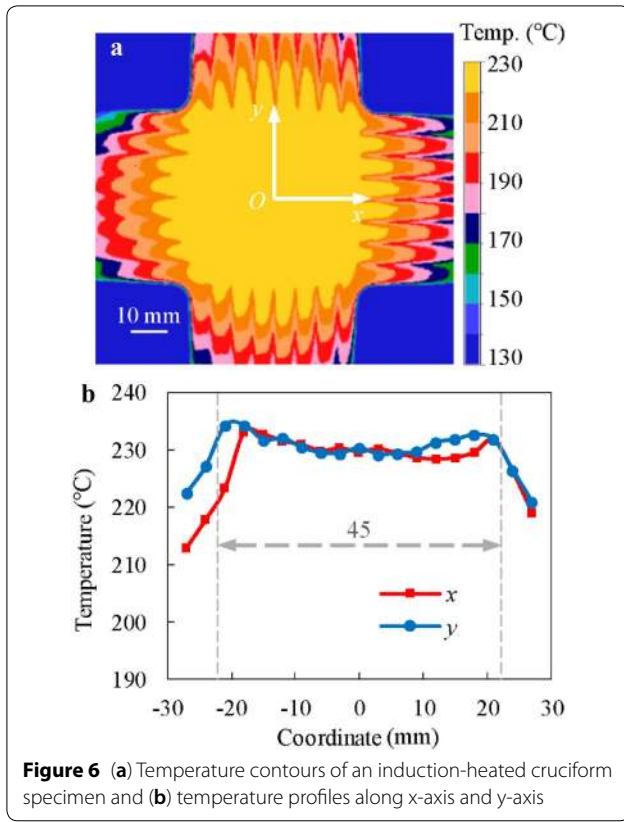 a
Temp. (°C)
230
210
190
170
150
130
y
O
x
10 mm
b
240
230
220
210
200
190
Temperature (°C)
45
x
y
-30 -20 -10 0 10 20 30
Coordinate (mm)
Figure 6 (a) Temperature contours of an induction-heated cruciform
specimen and (b) temperature profiles along x-axis and y-axis